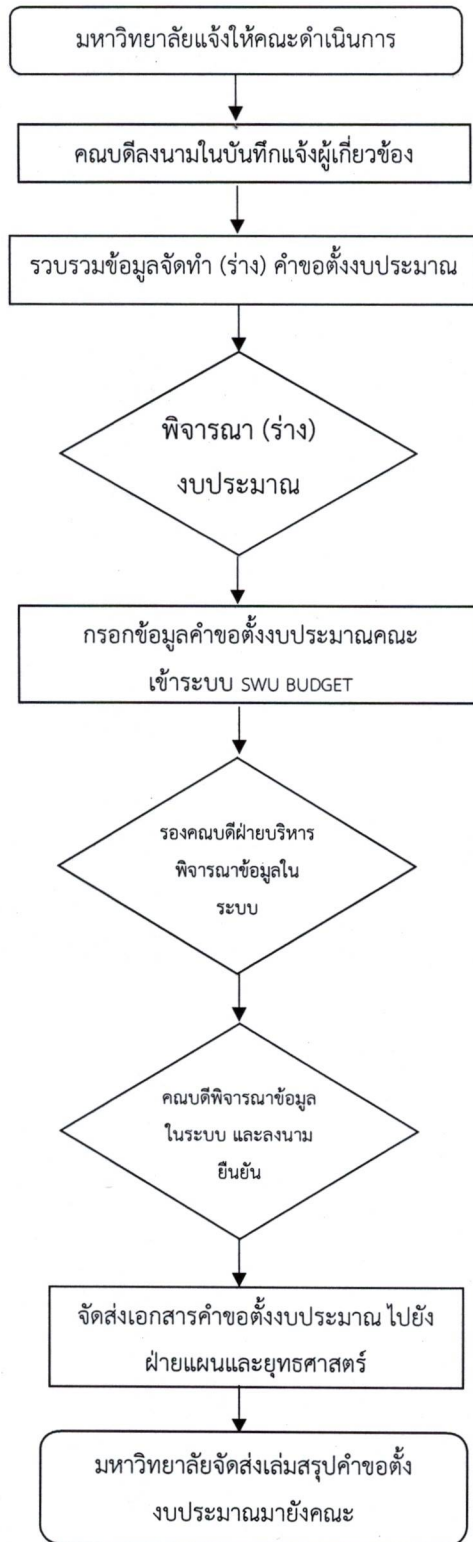 มหาวิทยาลัยแจ้งให้คณะดำเนินการ
คณบดีลงนามในบันทึกแจ้งผู้เกี่ยวข้อง
รวบรวมข้อมูลจัดทำ (ร่าง) คำขอตั้งงบประมาณ
พิจารณา (ร่าง)
งบประมาณ
กรอกข้อมูลคำขอตั้งงบประมาณคณะ
เข้าระบบ SWU BUDGET
รองคณบดีฝ่ายบริหาร
พิจารณาข้อมูลใน
ระบบ
คณบดีพิจารณาข้อมูล
ในระบบ และลงนาม
ยืนยัน
จัดส่งเอกสารคำขอตั้งงบประมาณ ไปยัง
ฝ่ายแผนและยุทธศาสตร์
มหาวิทยาลัยจัดส่งเล่มสรุปคำขอตั้ง
งบประมาณมายังคณะ